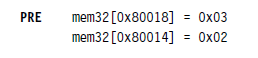 PRE mem32[0x80018] = 0x03
mem32[0x80014] = 0x02